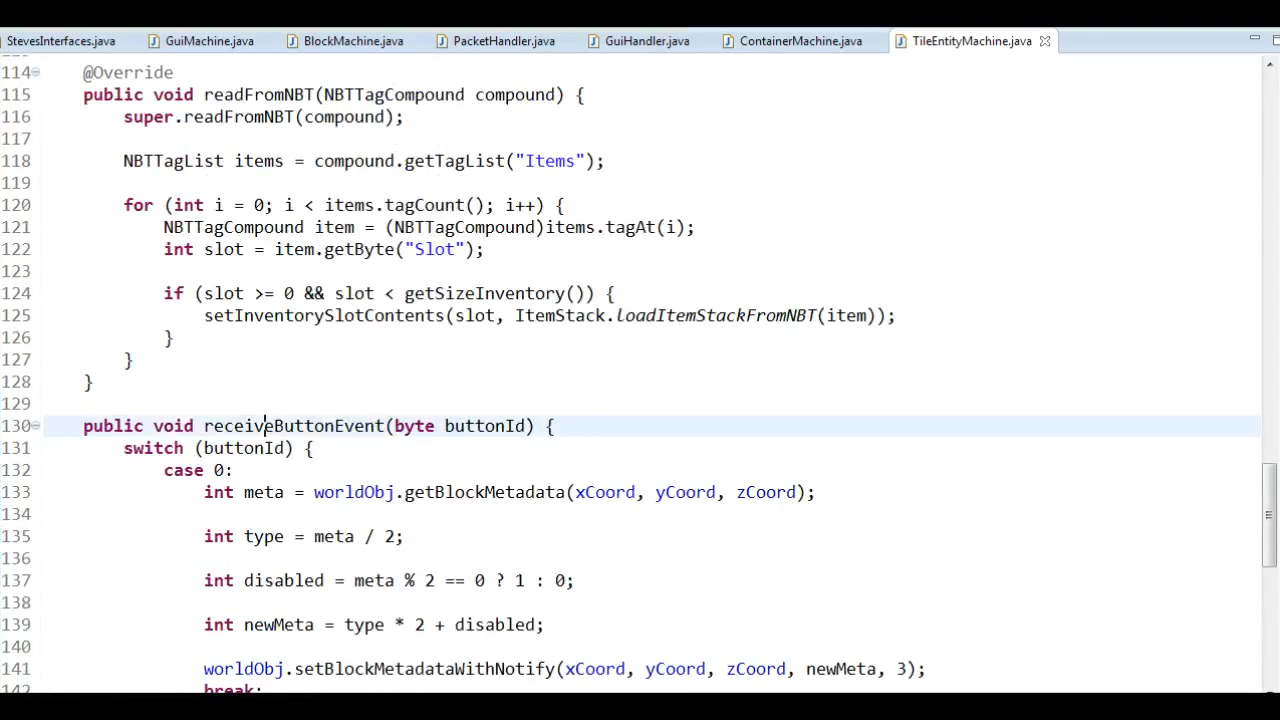 StevesInterfaces.java GuiMachine.java BlockMachine.java PacketHandler.java GuiHandler.java ContainerMachine.java TileEntityMachine.java
114 @Override
115 public void readFromNBT(NBTTagCompound compound) {
116 super.readFromNBT(compound);
117
118 NBTTagList items = compound.getTagList("Items");
119
120 for (int i = 0; i < items.tagCount(); i++) {
121 NBTTagCompound item = (NBTTagCompound)items.tagAt(i);
122 int slot = item.getByte("Slot");
123
124 if (slot >= 0 && slot < getSizeInventory()) {
125 setInventorySlotContents(slot, ItemStack.loadItemStackFromNBT(item));
126 }
127 }
128 }
129
130 public void receiveButtonEvent(byte buttonId) {
131 switch (buttonId) {
132 case 0:
133 int meta = worldObj.getBlockMetadata(xCoord, yCoord, zCoord);
134
135 int type = meta / 2;
136
137 int disabled = meta % 2 == 0 ? 1 : 0;
138
139 int newMeta = type * 2 + disabled;
140
141 worldObj.setBlockMetadataWithNotify(xCoord, yCoord, zCoord, newMeta, 3);
break;